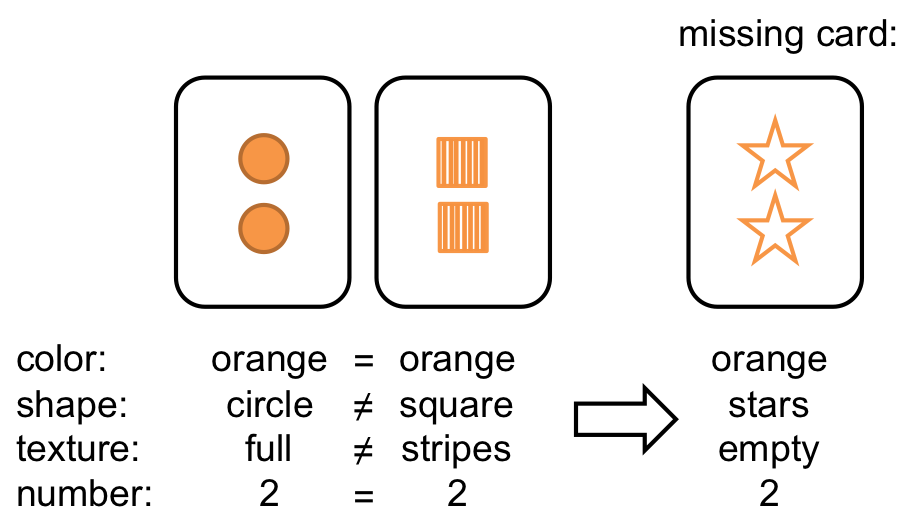 missing card:
color: orange = orange orange
shape: circle ≠ square stars
texture: full ≠ stripes empty
number: 2 = 2 2